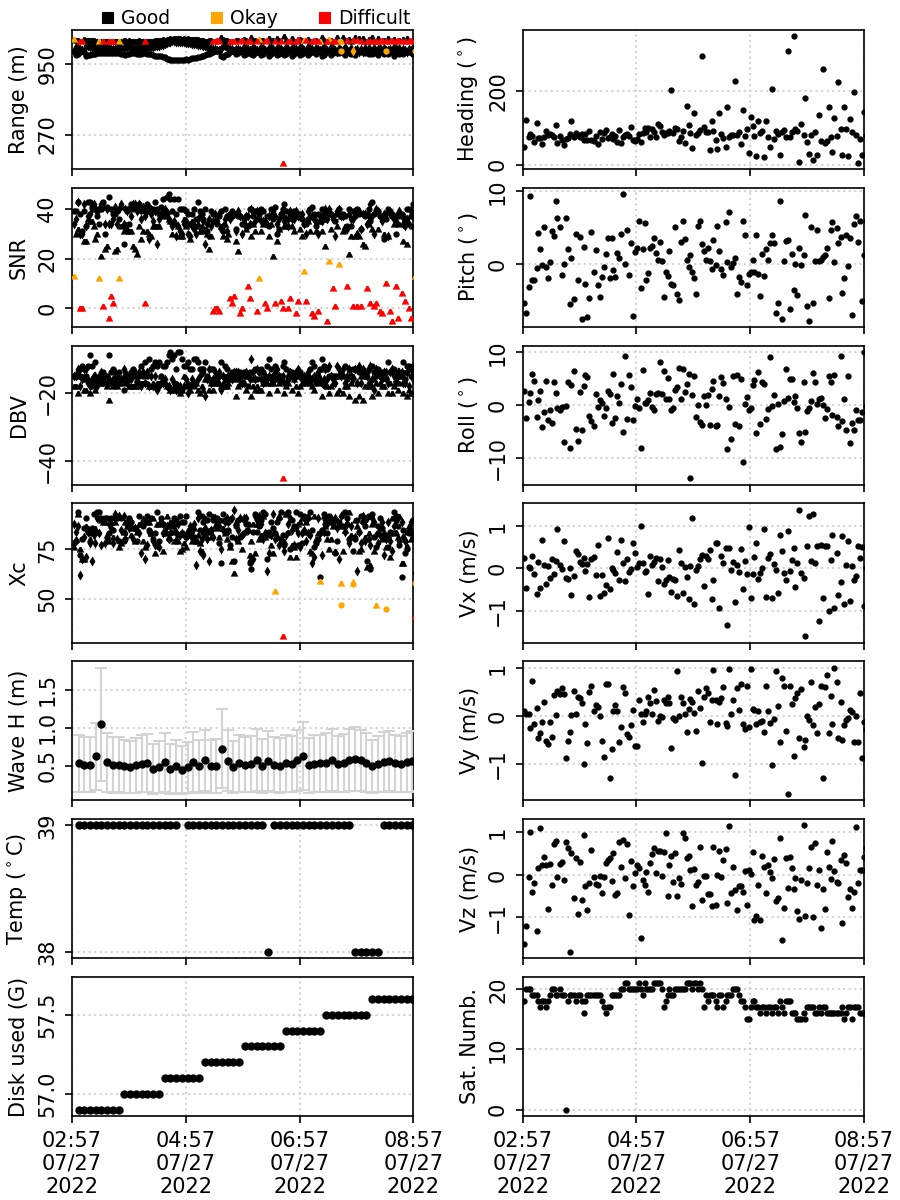 Good Okay Difficult
Range (m)
950
270
Heading (°)
200
0
SNR
40
20
0
Pitch (°)
10
0
DBV
−20
−40
Roll (°)
10
0
−10
Xc
75
50
Vx (m/s)
1
0
−1
Wave H (m)
1.5
1.0
0.5
Vy (m/s)
1
0
−1
Temp (°C)
39
38
Vz (m/s)
1
0
−1
Disk used (G)
57.5
57.0
Sat. Numb.
20
10
0
02:57 04:57 06:57 08:57
07/27 07/27 07/27 07/27
2022 2022 2022 2022
02:57 04:57 06:57 08:57
07/27 07/27 07/27 07/27
2022 2022 2022 2022